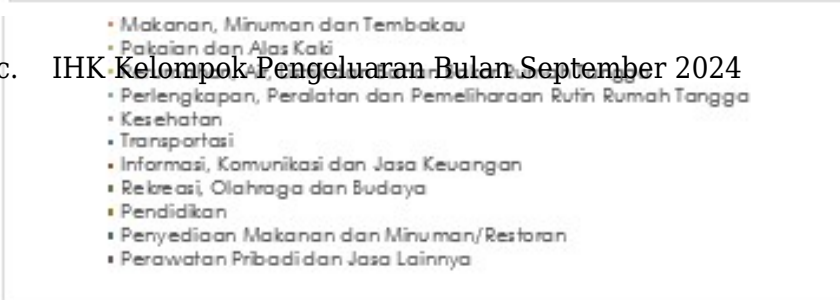 ▪ Makanan, Minuman dan Tembakau
▪ Pakaian dan Alas Kaki
c. IHK Kelompok Pengeluaran Bulan September 2024
▪ Perlengkapan, Peralatan dan Pemeliharaan Rutin Rumah Tangga
▪ Kesehatan
▪ Transportasi
▪ Informasi, Komunikasi dan Jasa Keuangan
▪ Rekreasi, Olahraga dan Budaya
▪ Pendidikan
▪ Penyediaan Makanan dan Minuman/Restoran
▪ Perawatan Pribadi dan Jasa Lainnya